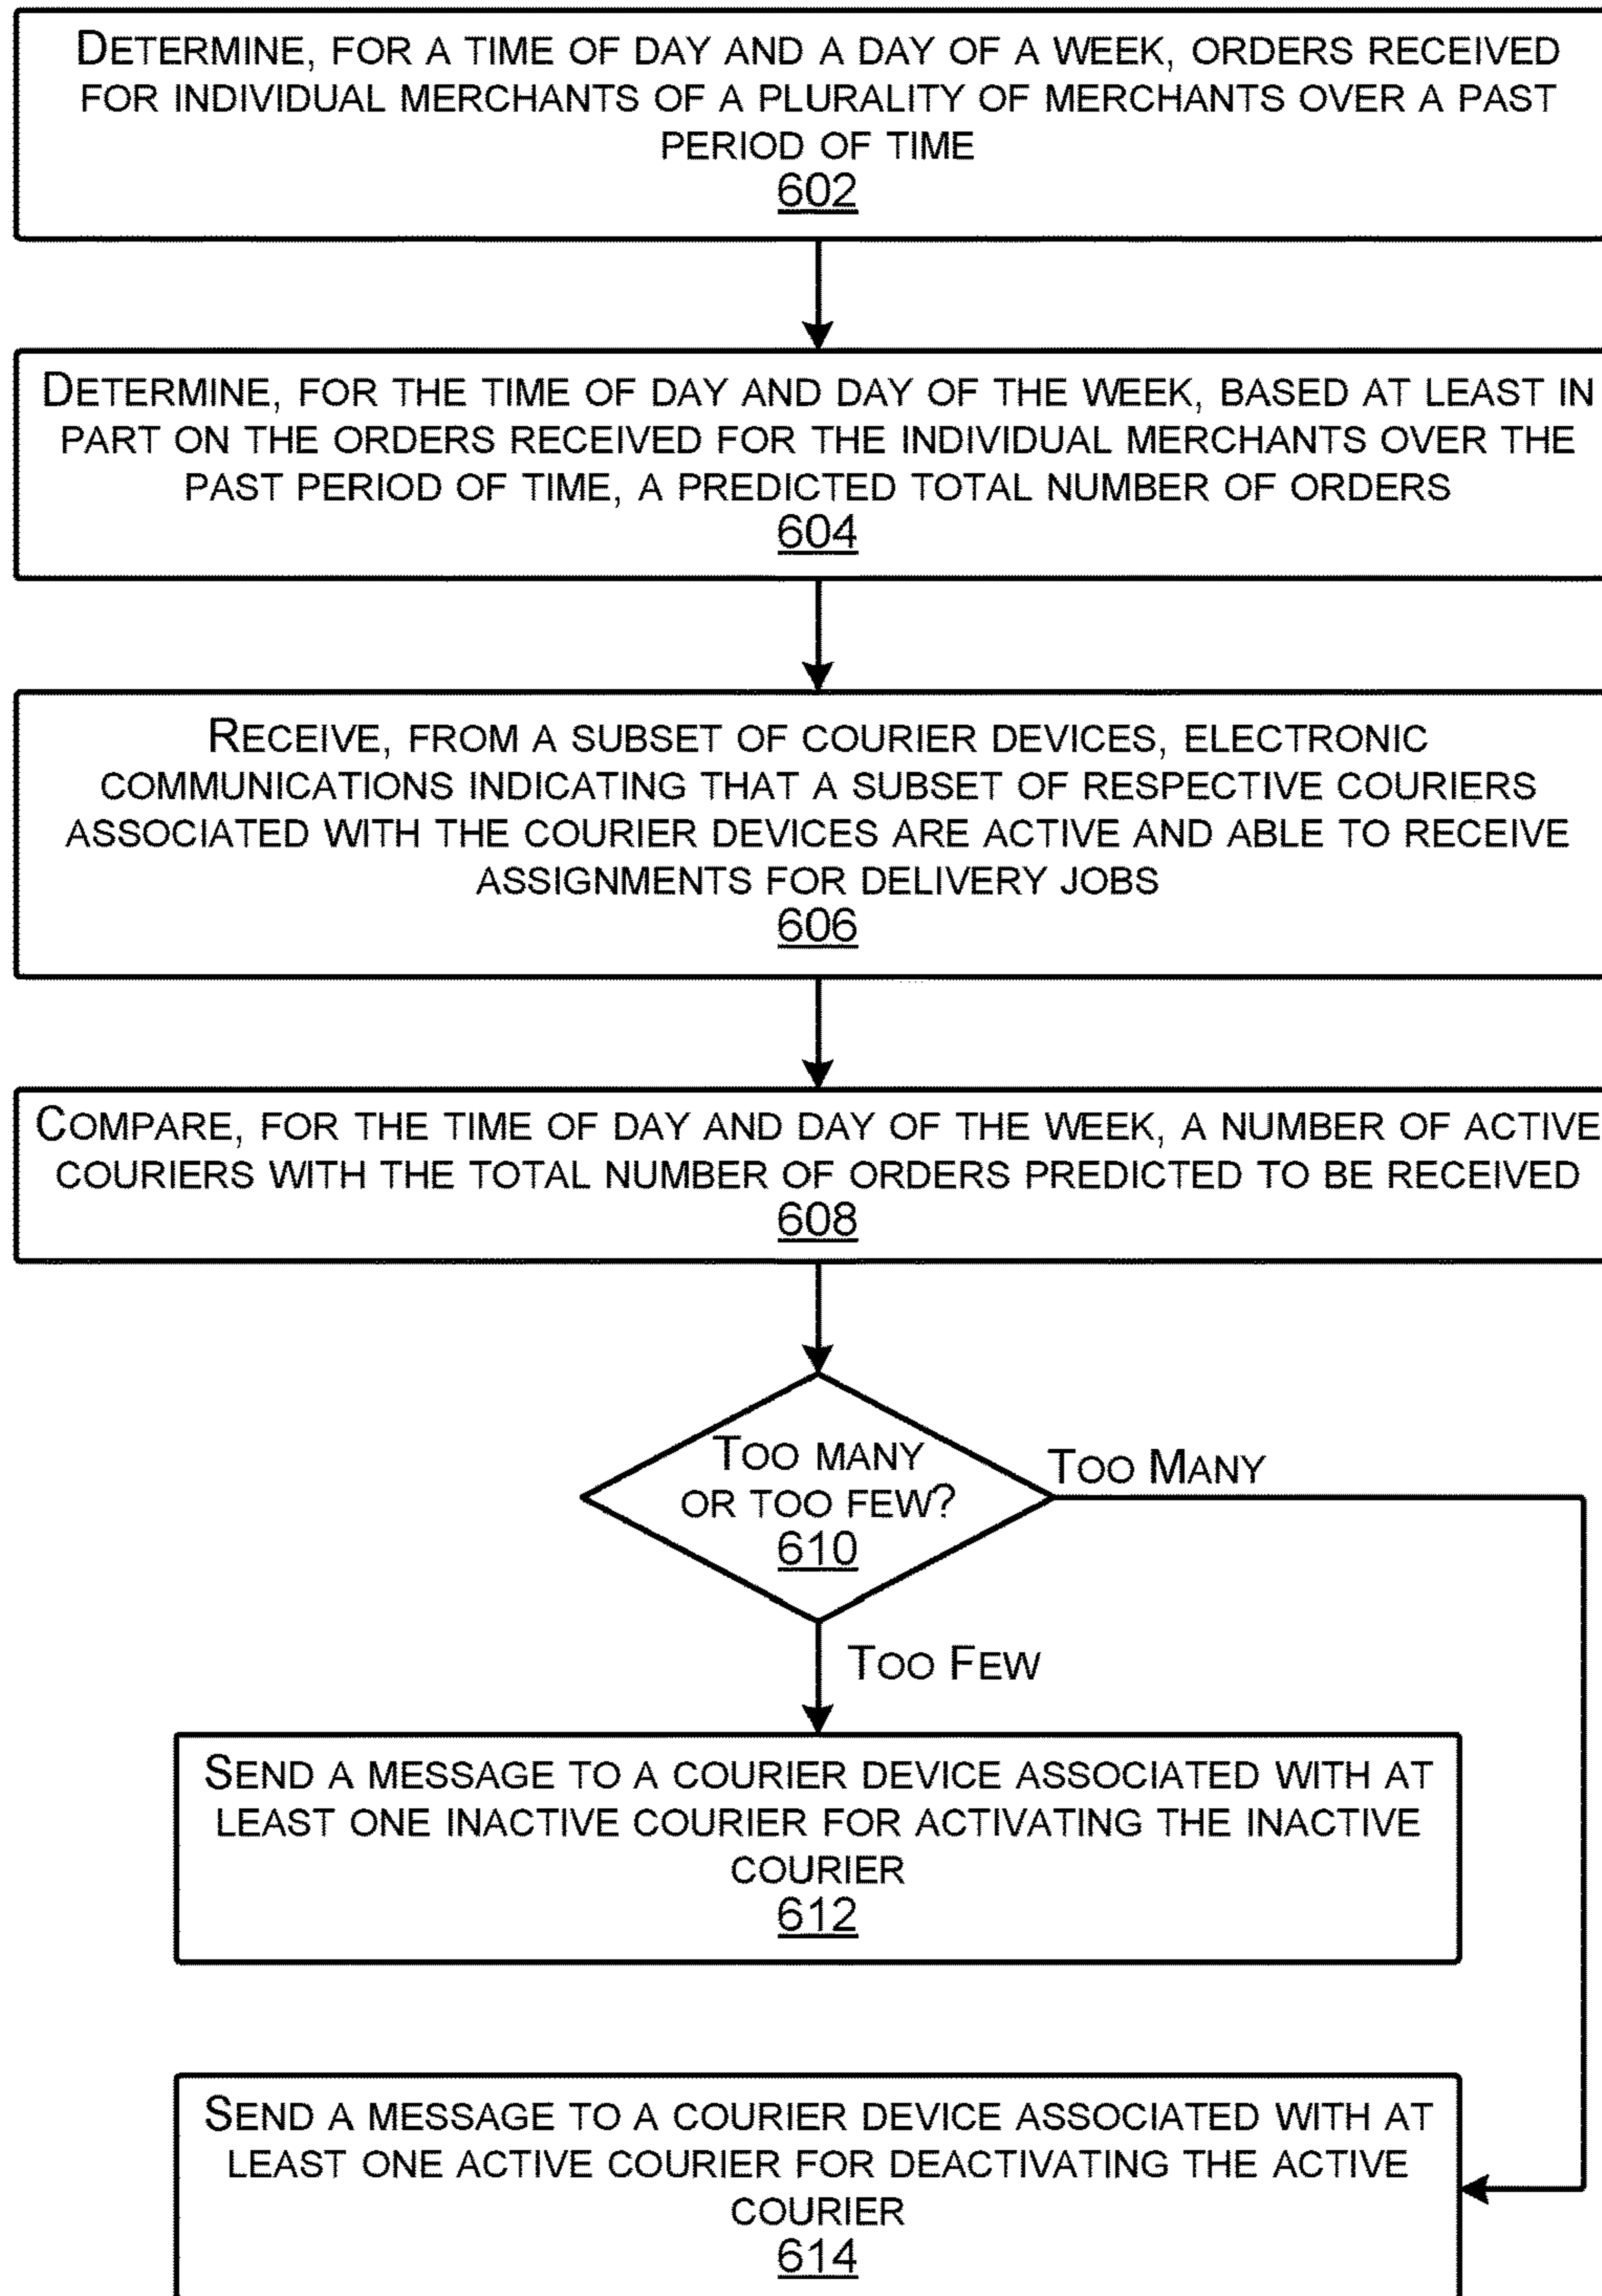 DETERMINE, FOR A TIME OF DAY AND A DAY OF A WEEK, ORDERS RECEIVED
FOR INDIVIDUAL MERCHANTS OF A PLURALITY OF MERCHANTS OVER A PAST
PERIOD OF TIME
602
DETERMINE, FOR THE TIME OF DAY AND DAY OF THE WEEK, BASED AT LEAST IN
PART ON THE ORDERS RECEIVED FOR THE INDIVIDUAL MERCHANTS OVER THE
PAST PERIOD OF TIME, A PREDICTED TOTAL NUMBER OF ORDERS
604
RECEIVE, FROM A SUBSET OF COURIER DEVICES, ELECTRONIC
COMMUNICATIONS INDICATING THAT A SUBSET OF RESPECTIVE COURIERS
ASSOCIATED WITH THE COURIER DEVICES ARE ACTIVE AND ABLE TO RECEIVE
ASSIGNMENTS FOR DELIVERY JOBS
606
COMPARE, FOR THE TIME OF DAY AND DAY OF THE WEEK, A NUMBER OF ACTIVE
COURIERS WITH THE TOTAL NUMBER OF ORDERS PREDICTED TO BE RECEIVED
608
TOO MANY
OR TOO FEW?
610
TOO MANY
TOO FEW
SEND A MESSAGE TO A COURIER DEVICE ASSOCIATED WITH AT
LEAST ONE INACTIVE COURIER FOR ACTIVATING THE INACTIVE
COURIER
612
SEND A MESSAGE TO A COURIER DEVICE ASSOCIATED WITH AT
LEAST ONE ACTIVE COURIER FOR DEACTIVATING THE ACTIVE
COURIER
614